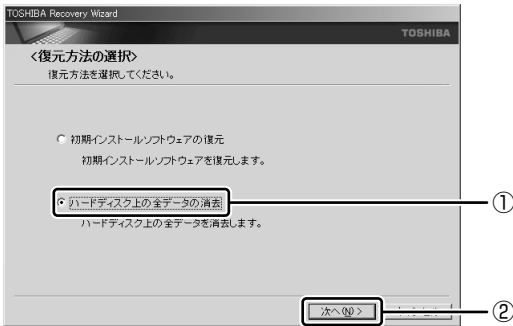 TOSHIBA Recovery Wizard
TOSHIBA
<復元方法の選択>
復元方法を選択してください。
初期インストールソフトウェアの復元
初期インストールソフトウェアを復元します。
ハードディスク上の全データの消去
①
ハードディスク上の全データを消去します。
次へ(N) >
②